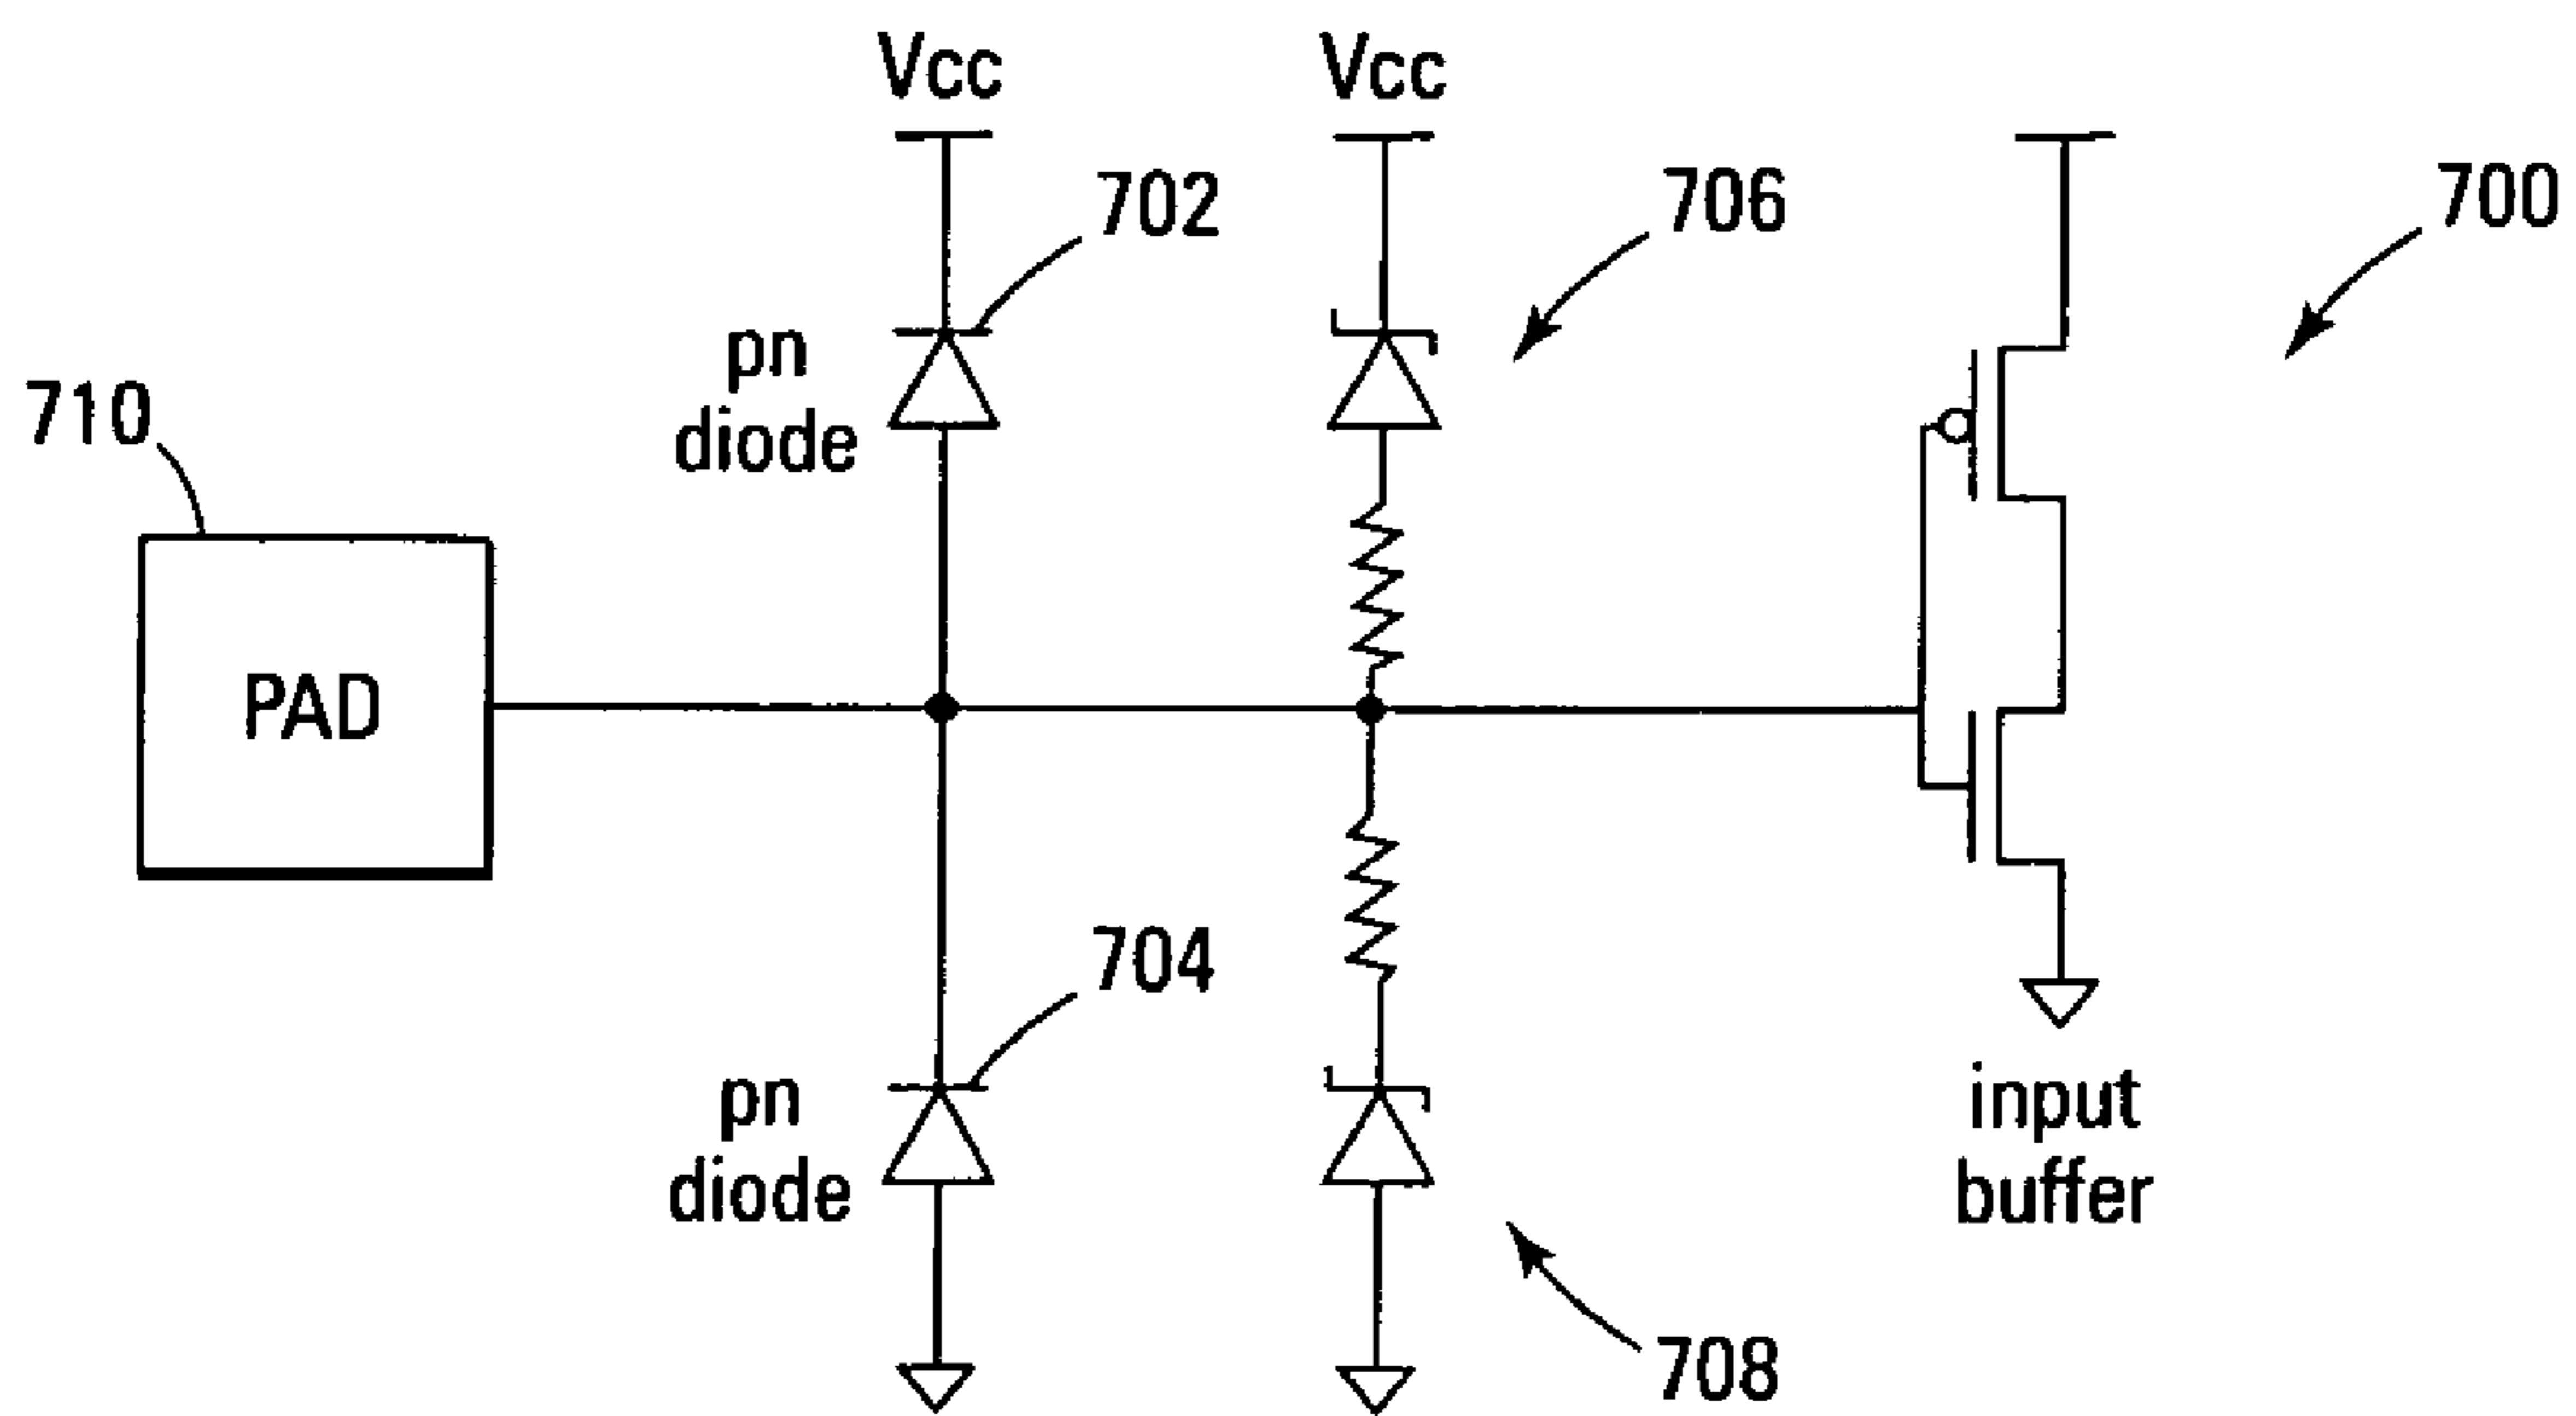 Vcc
Vcc
702
706
700
pn
diode
710
PAD
704
pn
diode
input
buffer
708